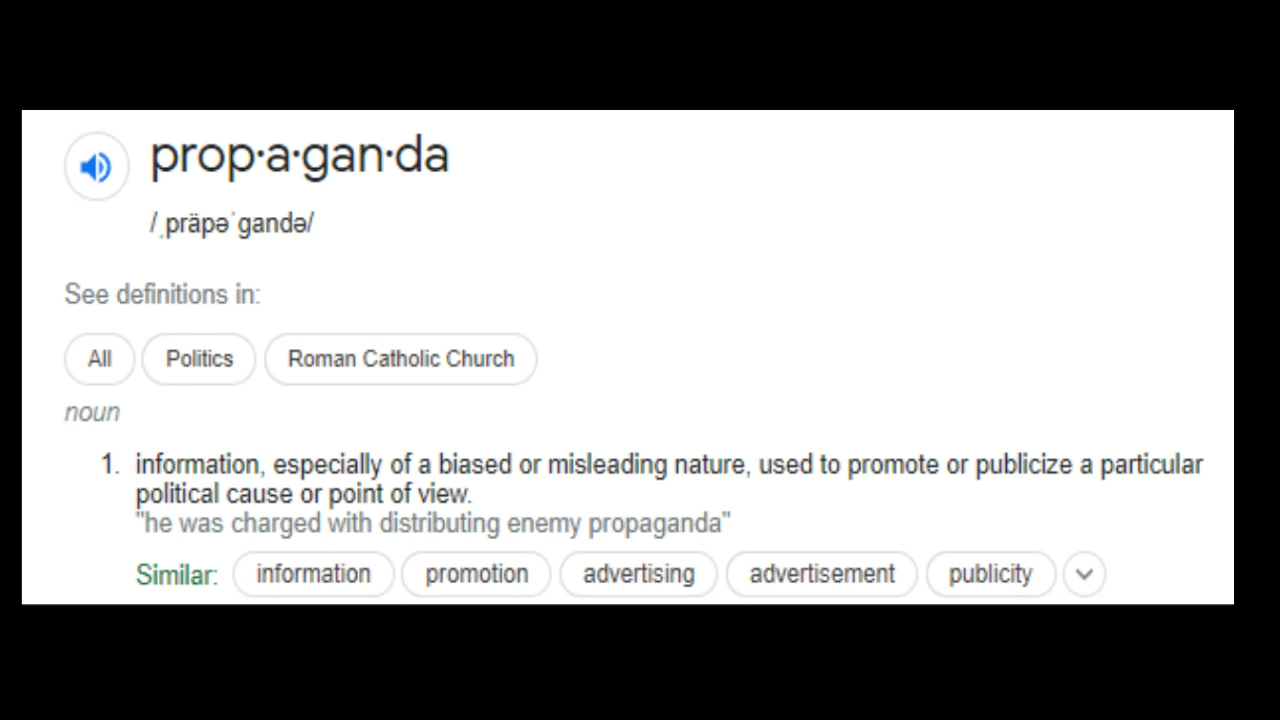 prop·a·gan·da
/ˌpräpəˈɡandə/
See definitions in:
All Politics Roman Catholic Church
noun
1. information, especially of a biased or misleading nature, used to promote or publicize a particular
political cause or point of view.
"he was charged with distributing enemy propaganda"
Similar: information promotion advertising advertisement publicity